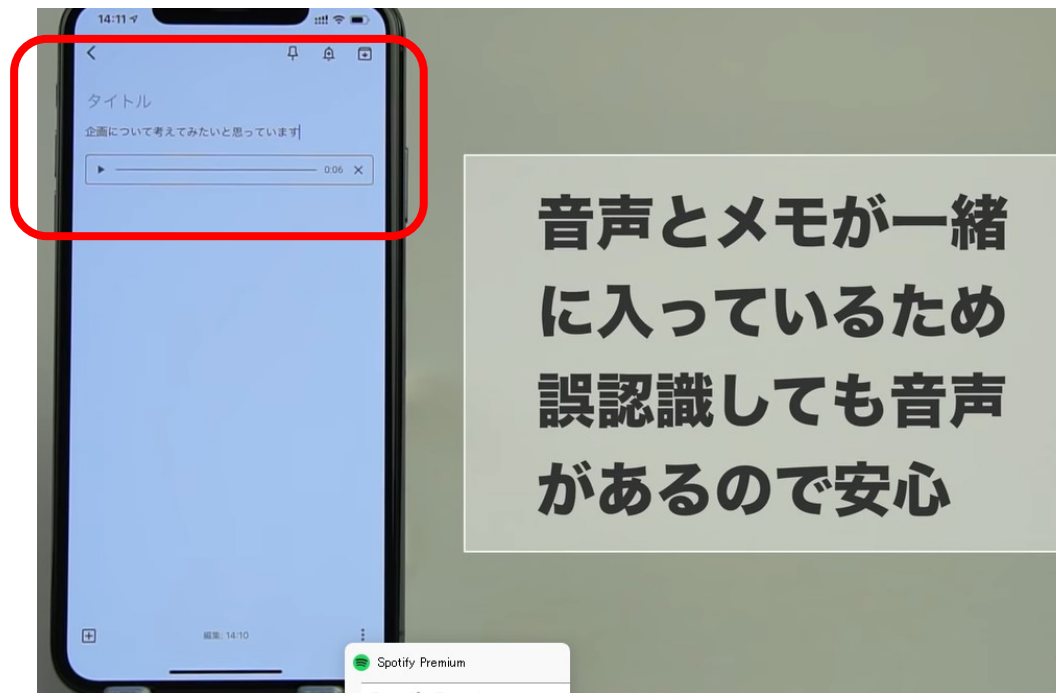 14:11
タイトル
企画について考えてみたいと思っています
0:06
編集: 14:10
音声とメモが一緒
に入っているため
誤認識しても音声
があるので安心
Spotify Premium